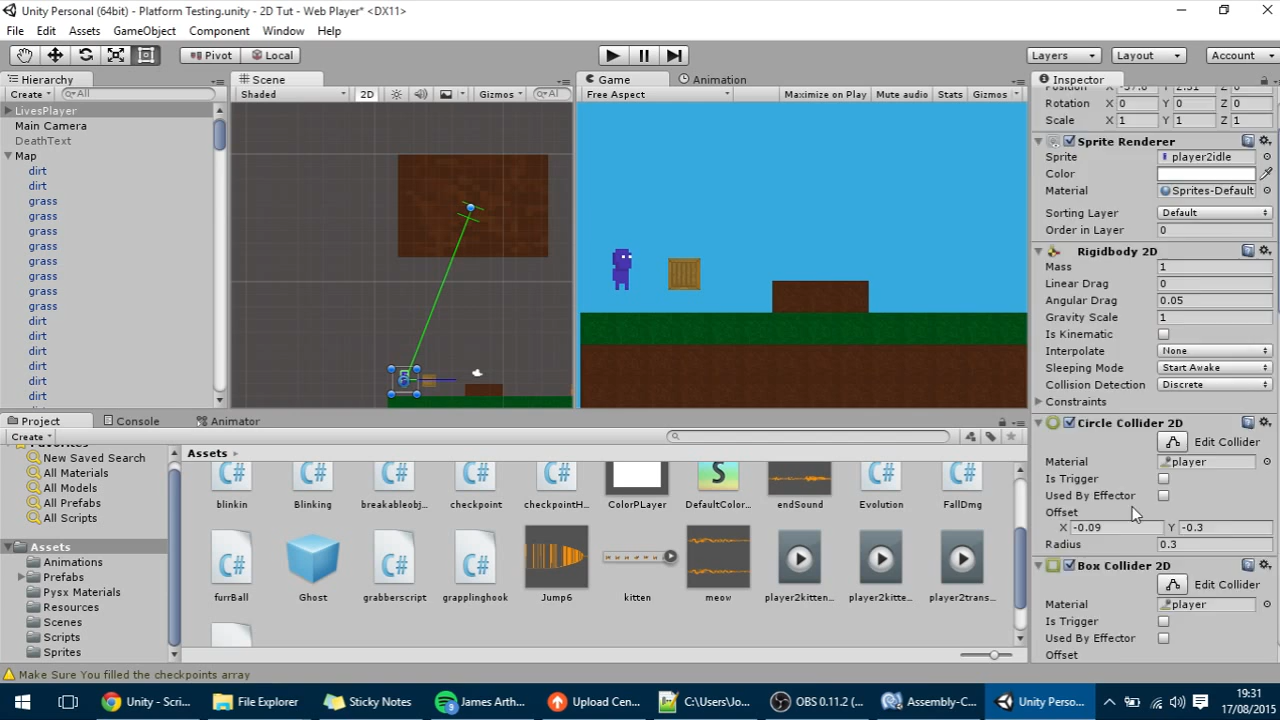 Unity Personal (64bit) - Platform Testing.unity - 2D Tut - Web Player* <DX11>
File Edit Assets GameObject Component Window Help
Pivot Local Layers Layout Account
Hierarchy
Create All
LivesPlayer
Main Camera
DeathText
Map
dirt
dirt
grass
grass
grass
grass
grass
grass
grass
grass
dirt
dirt
dirt
dirt
dirt
dirt
Scene
Shaded 2D Gizmos All
Game Animation
Free Aspect Maximize on Play Mute audio Stats Gizmos
Inspector
Rotation X 0 Y 0 Z 0
Scale X 1 Y 1 Z 1
Sprite Renderer
Sprite player2idle
Color
Material Sprites-Default
Sorting Layer Default
Order in Layer 0
Rigidbody 2D
Mass 1
Linear Drag 0
Angular Drag 0.05
Gravity Scale 1
Is Kinematic
Interpolate None
Sleeping Mode Start Awake
Collision Detection Discrete
Constraints
Circle Collider 2D
Edit Collider
Material player
Is Trigger
Used By Effector
Offset
X -0.09 Y -0.3
Radius 0.3
Box Collider 2D
Edit Collider
Material player
Is Trigger
Used By Effector
Offset
Project Console Animator
Create
Favorites
New Saved Search
All Materials
All Models
All Prefabs
All Scripts
Assets
Animations
Prefabs
Pysx Materials
Resources
Scenes
Scripts
Sprites
Assets
C# C# C# C# C# S C# C#
blinkin Blinking breakableobj... checkpoint checkpointH... ColorPLayer DefaultColor... endSound Evolution FallDmg
C# C# C#
furrBall Ghost grabberscript grapplinghook Jump6 kitten meow player2kitten... player2kitte... player2trans...
Make Sure You filled the checkpoints array
Unity - Scri... File Explorer Sticky Notes James Arth... Upload Cen... C:\Users\Jo... OBS 0.11.2 (... Assembly-C... Unity Perso...
19:31
17/08/2015